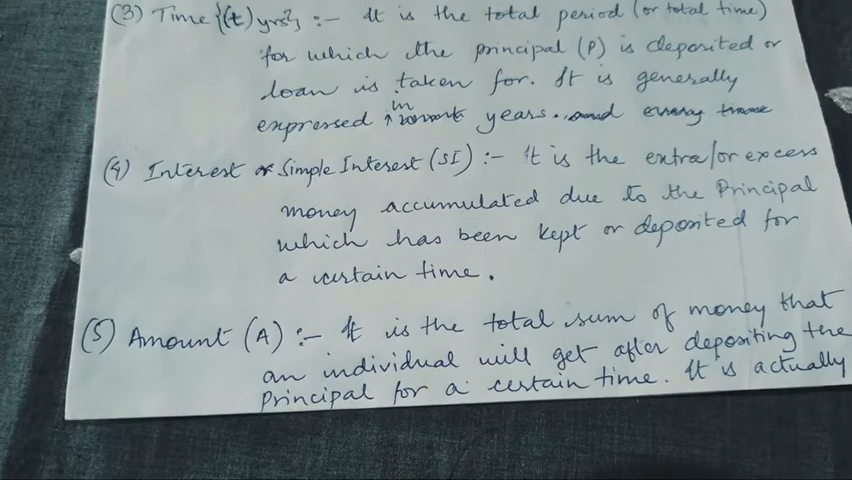 (3) Time {(t) yrs} :- It is the total period (or total time)
for which the principal (P) is deposited or
loan is taken for. It is generally
expressed in years. and every time
(4) Interest or Simple Interest (SI) :- It is the extra/or excess
money accumulated due to the Principal
which has been kept or deposited for
a certain time.
(5) Amount (A) :- It is the total sum of money that
an individual will get after depositing the
principal for a certain time. It is actually